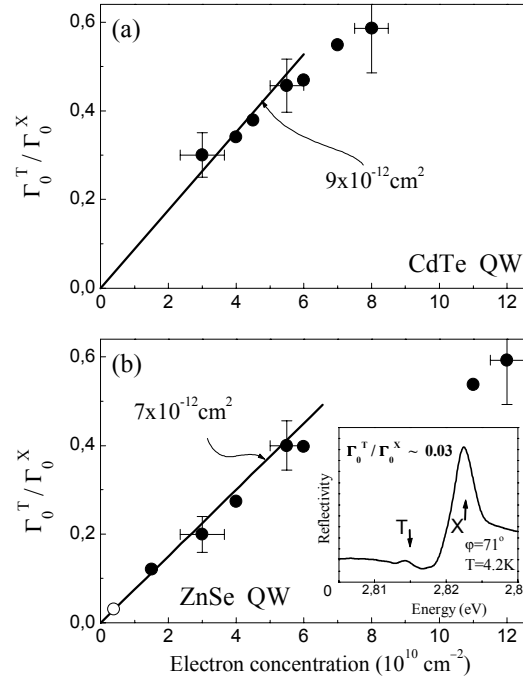 (a)
0,6
0,4
0,2
0,0
Γ₀ᵀ / Γ₀ˣ
9x10⁻¹²cm²
CdTe QW
0 2 4 6 8 10 12
(b)
0,6
0,4
0,2
0,0
Γ₀ᵀ / Γ₀ˣ
7x10⁻¹²cm²
ZnSe QW
Γ₀ᵀ / Γ₀ˣ ~ 0.03
Reflectivity
T
X
φ=71°
T=4.2K
0
2,81 2,82 2,8
Energy (eV)
0 2 4 6 8 10 12
Electron concentration (10¹⁰ cm⁻²)